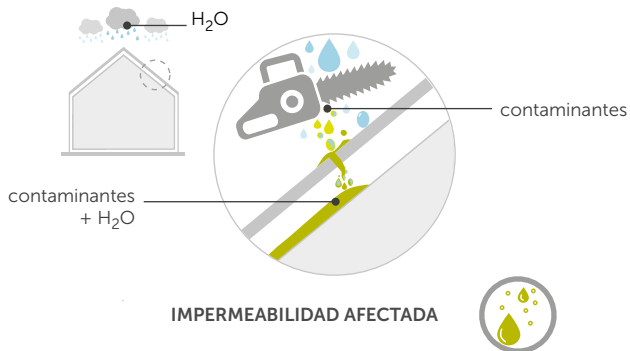 H₂O
contaminantes
contaminantes
+ H₂O
IMPERMEABILIDAD AFECTADA